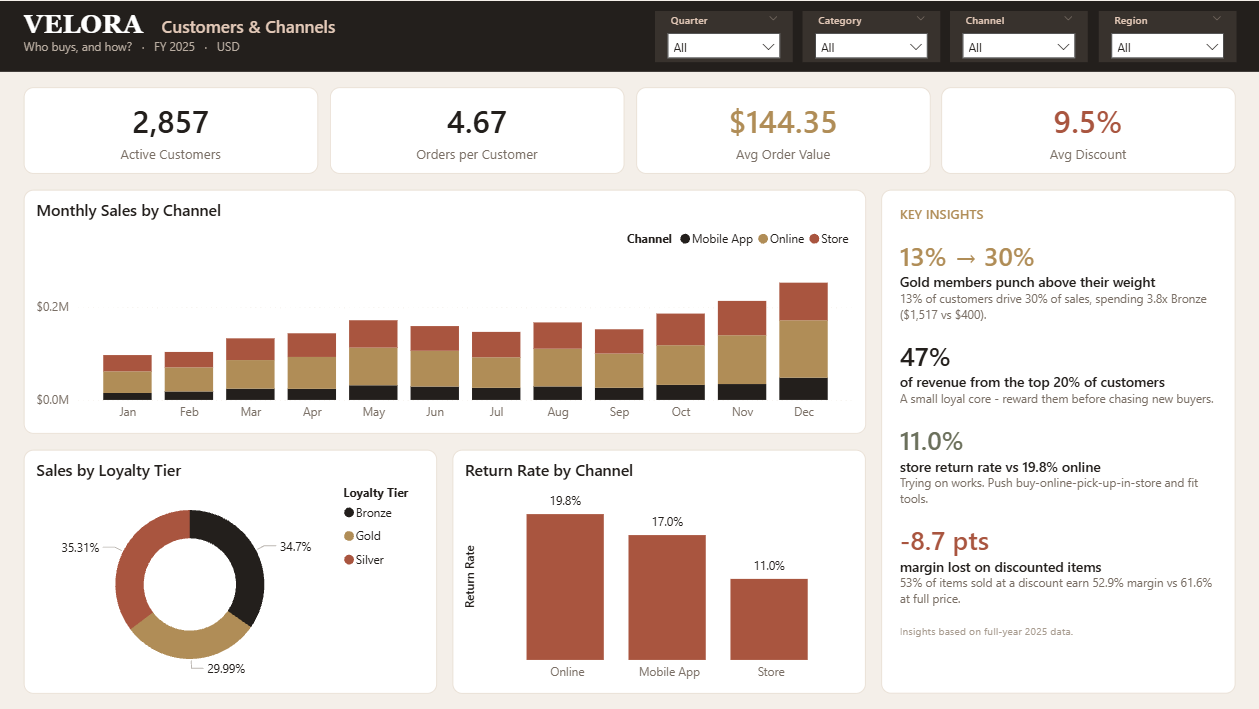 VELORA Customers & Channels
Who buys, and how? · FY 2025 · USD
Quarter
All
Category
All
Channel
All
Region
All
2,857
Active Customers
4.67
Orders per Customer
$144.35
Avg Order Value
9.5%
Avg Discount
Monthly Sales by Channel
Channel Mobile App Online Store
$0.2M
$0.0M
Jan Feb Mar Apr May Jun Jul Aug Sep Oct Nov Dec
Sales by Loyalty Tier
Loyalty Tier
Bronze
Gold
Silver
35.31%
34.7%
29.99%
Return Rate by Channel
Return Rate
19.8%
17.0%
11.0%
Online Mobile App Store
KEY INSIGHTS
13% → 30%
Gold members punch above their weight
13% of customers drive 30% of sales, spending 3.8x Bronze
($1,517 vs $400).
47%
of revenue from the top 20% of customers
A small loyal core - reward them before chasing new buyers.
11.0%
store return rate vs 19.8% online
Trying on works. Push buy-online-pick-up-in-store and fit
tools.
-8.7 pts
margin lost on discounted items
53% of items sold at a discount earn 52.9% margin vs 61.6%
at full price.
Insights based on full-year 2025 data.